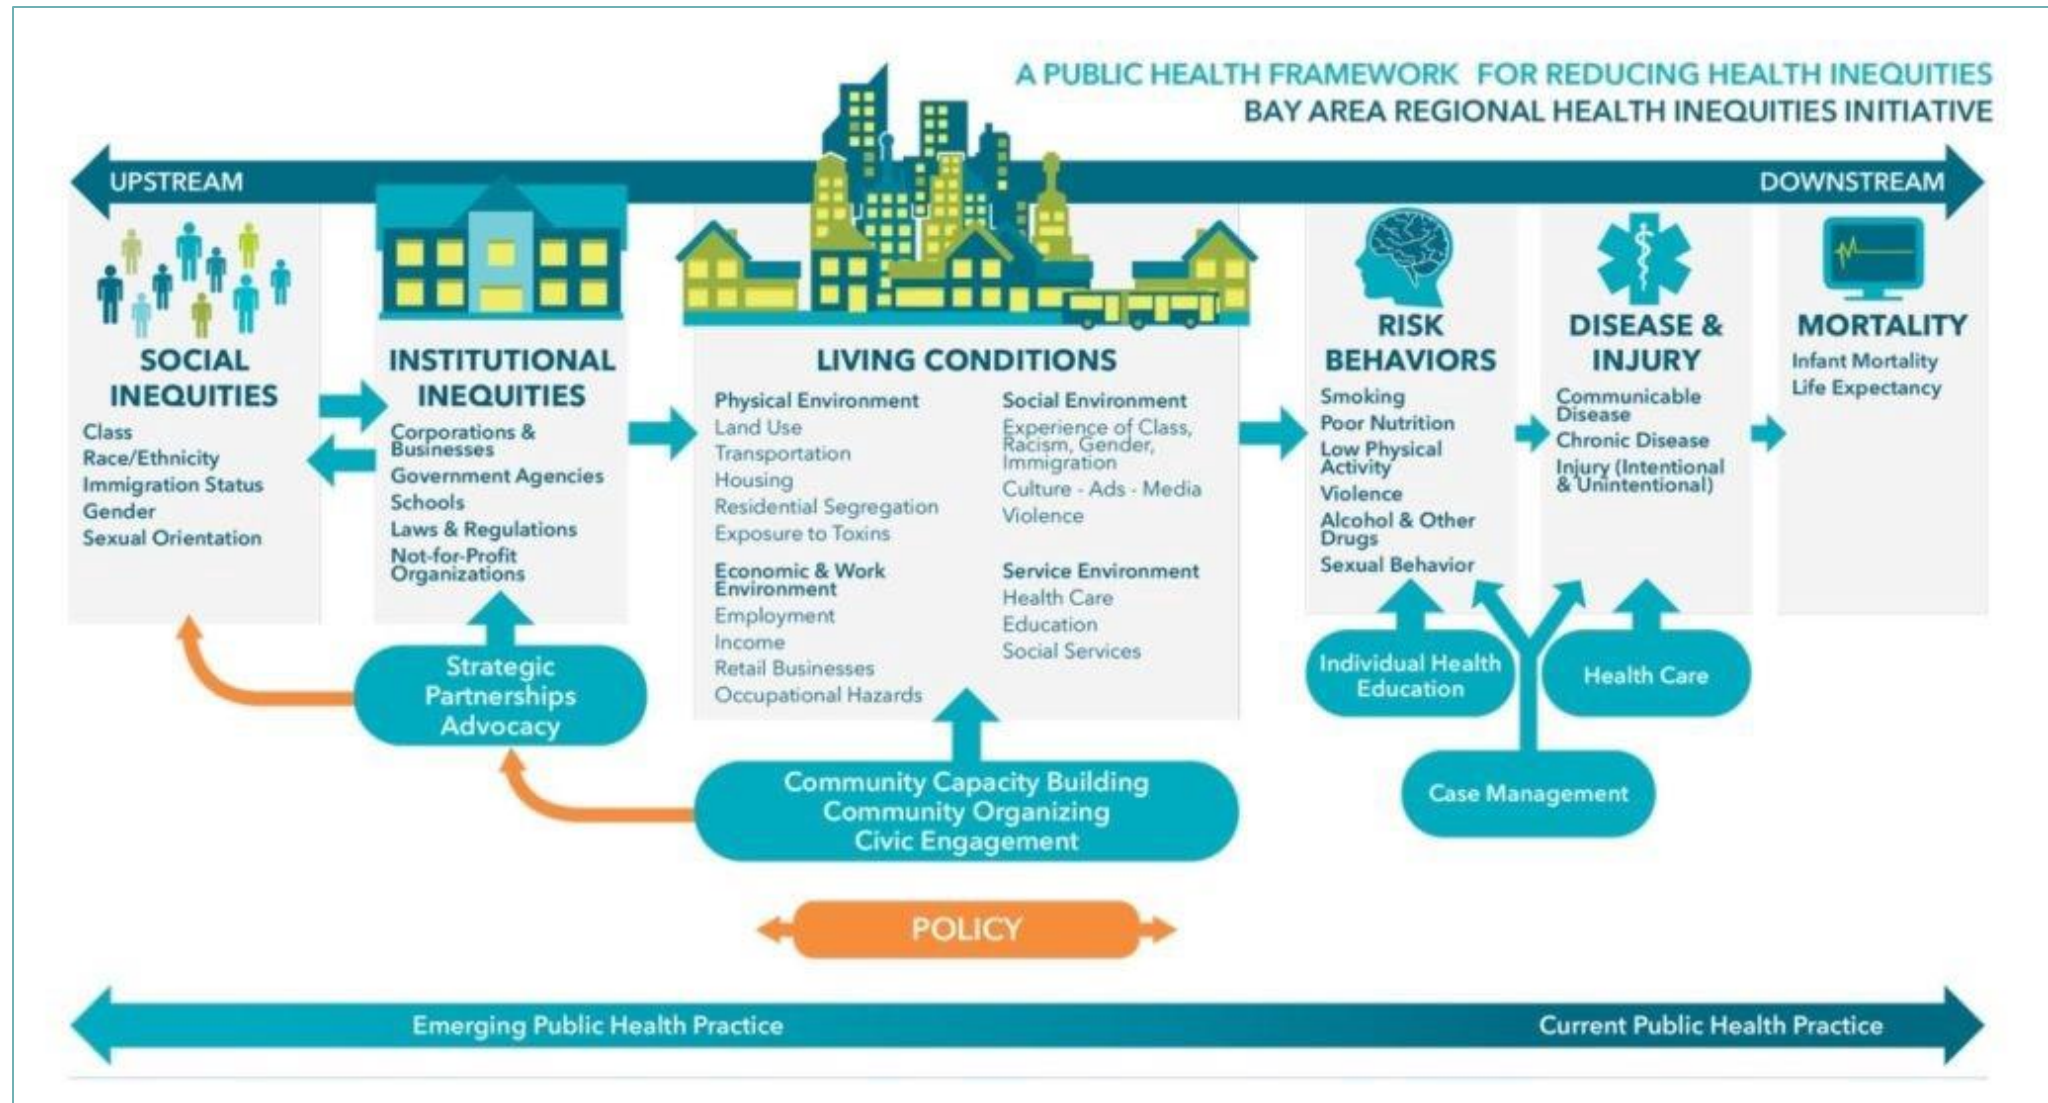 A PUBLIC HEALTH FRAMEWORK FOR REDUCING HEALTH INEQUITIES
BAY AREA REGIONAL HEALTH INEQUITIES INITIATIVE
UPSTREAM
DOWNSTREAM
SOCIAL
INEQUITIES
Class
Race/Ethnicity
Immigration Status
Gender
Sexual Orientation
INSTITUTIONAL
INEQUITIES
Corporations &
Businesses
Government Agencies
Schools
Laws & Regulations
Not-for-Profit
Organizations
LIVING CONDITIONS
Physical Environment
Land Use
Transportation
Housing
Residential Segregation
Exposure to Toxins
Economic & Work
Environment
Employment
Income
Retail Businesses
Occupational Hazards
Social Environment
Experience of Class,
Racism, Gender,
Immigration
Culture - Ads - Media
Violence
Service Environment
Health Care
Education
Social Services
RISK
BEHAVIORS
Smoking
Poor Nutrition
Low Physical
Activity
Violence
Alcohol & Other
Drugs
Sexual Behavior
DISEASE &
INJURY
Communicable
Disease
Chronic Disease
Injury (Intentional
& Unintentional)
MORTALITY
Infant Mortality
Life Expectancy
Strategic
Partnerships
Advocacy
Community Capacity Building
Community Organizing
Civic Engagement
Individual Health
Education
Health Care
Case Management
POLICY
Emerging Public Health Practice
Current Public Health Practice